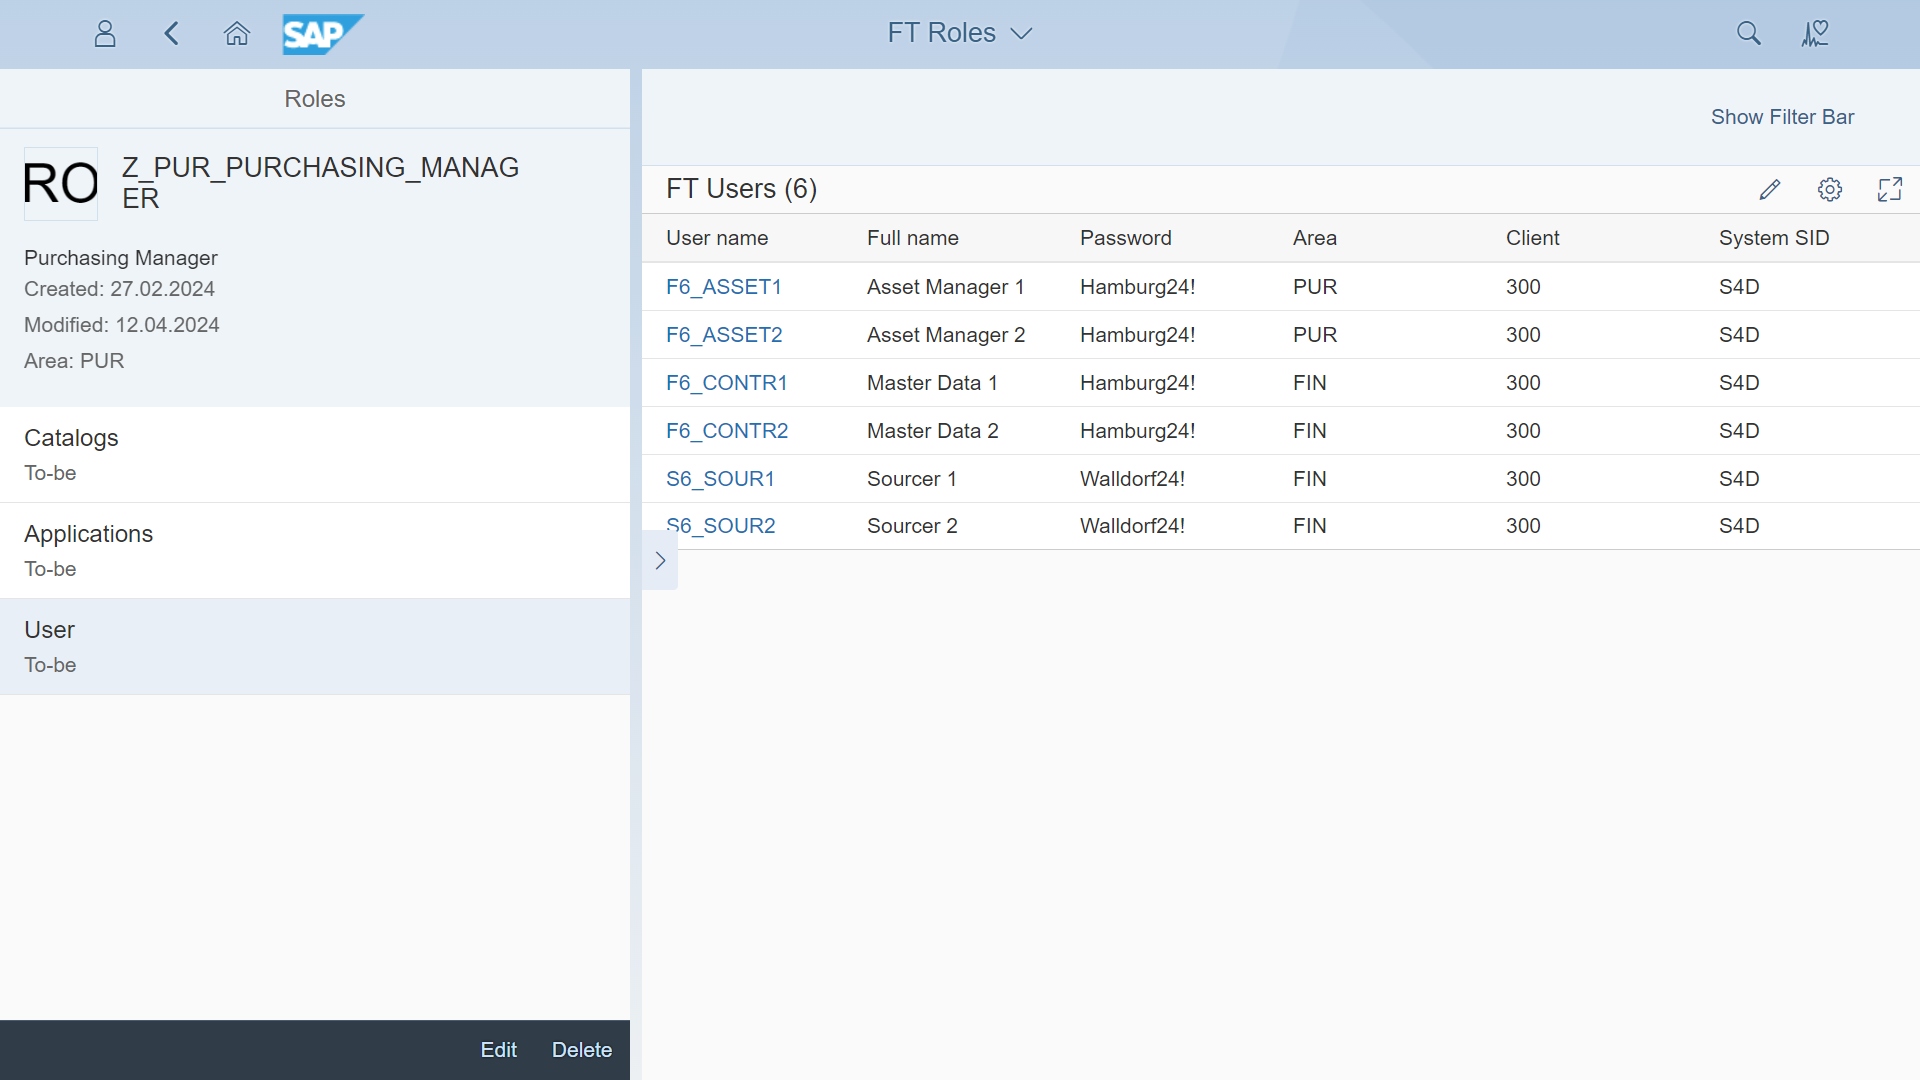 SAP
FT Roles
Roles
RO
Z_PUR_PURCHASING_MANAG
ER
Purchasing Manager
Created: 27.02.2024
Modified: 12.04.2024
Area: PUR
Catalogs
To-be
Applications
To-be
User
To-be
Edit Delete
Show Filter Bar
FT Users (6)
User name Full name Password Area Client System SID
F6_ASSET1 Asset Manager 1 Hamburg24! PUR 300 S4D
F6_ASSET2 Asset Manager 2 Hamburg24! PUR 300 S4D
F6_CONTR1 Master Data 1 Hamburg24! FIN 300 S4D
F6_CONTR2 Master Data 2 Hamburg24! FIN 300 S4D
S6_SOUR1 Sourcer 1 Walldorf24! FIN 300 S4D
S6_SOUR2 Sourcer 2 Walldorf24! FIN 300 S4D